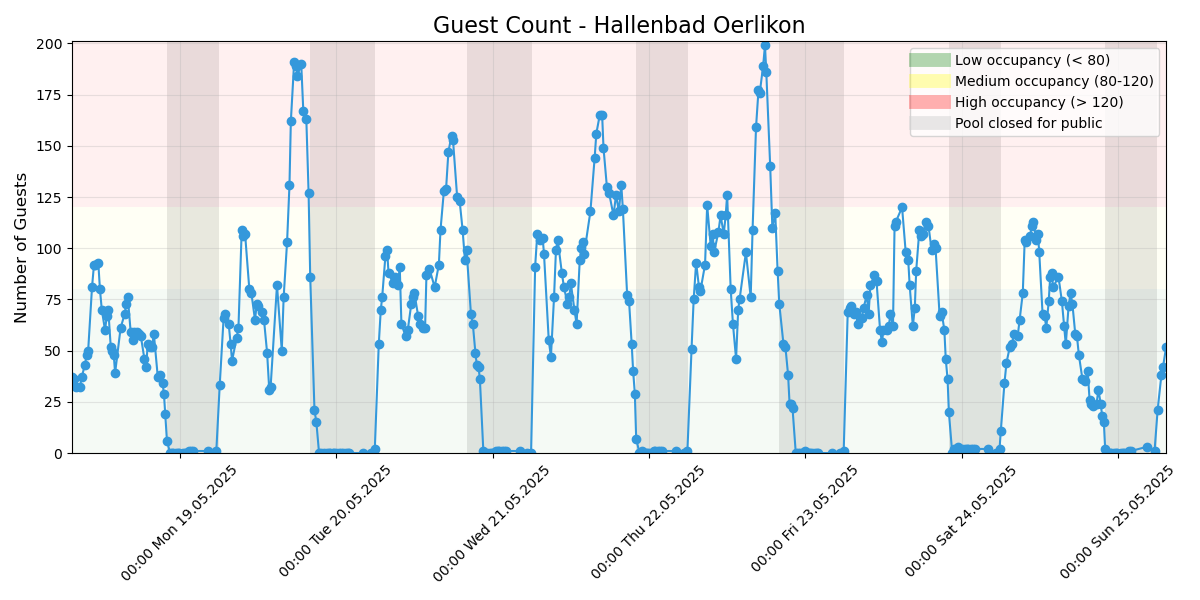 Guest Count - Hallenbad Oerlikon
Number of Guests
200
175
150
125
100
75
50
25
0
Low occupancy (< 80)
Medium occupancy (80-120)
High occupancy (> 120)
Pool closed for public
00:00 Mon 19.05.2025
00:00 Tue 20.05.2025
00:00 Wed 21.05.2025
00:00 Thu 22.05.2025
00:00 Fri 23.05.2025
00:00 Sat 24.05.2025
00:00 Sun 25.05.2025